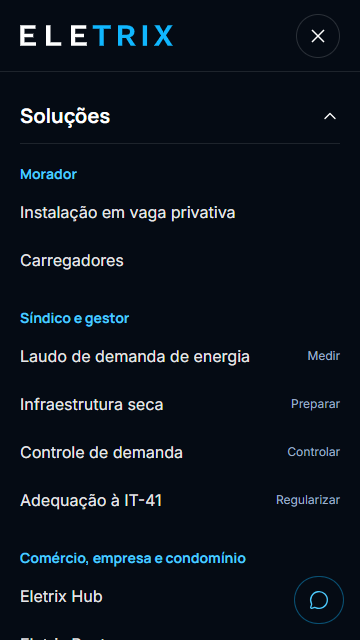 ELETRIX
Soluções
Morador
Instalação em vaga privativa
Carregadores
Síndico e gestor
Laudo de demanda de energia Medir
Infraestrutura seca Preparar
Controle de demanda Controlar
Adequação à IT-41 Regularizar
Comércio, empresa e condomínio
Eletrix Hub